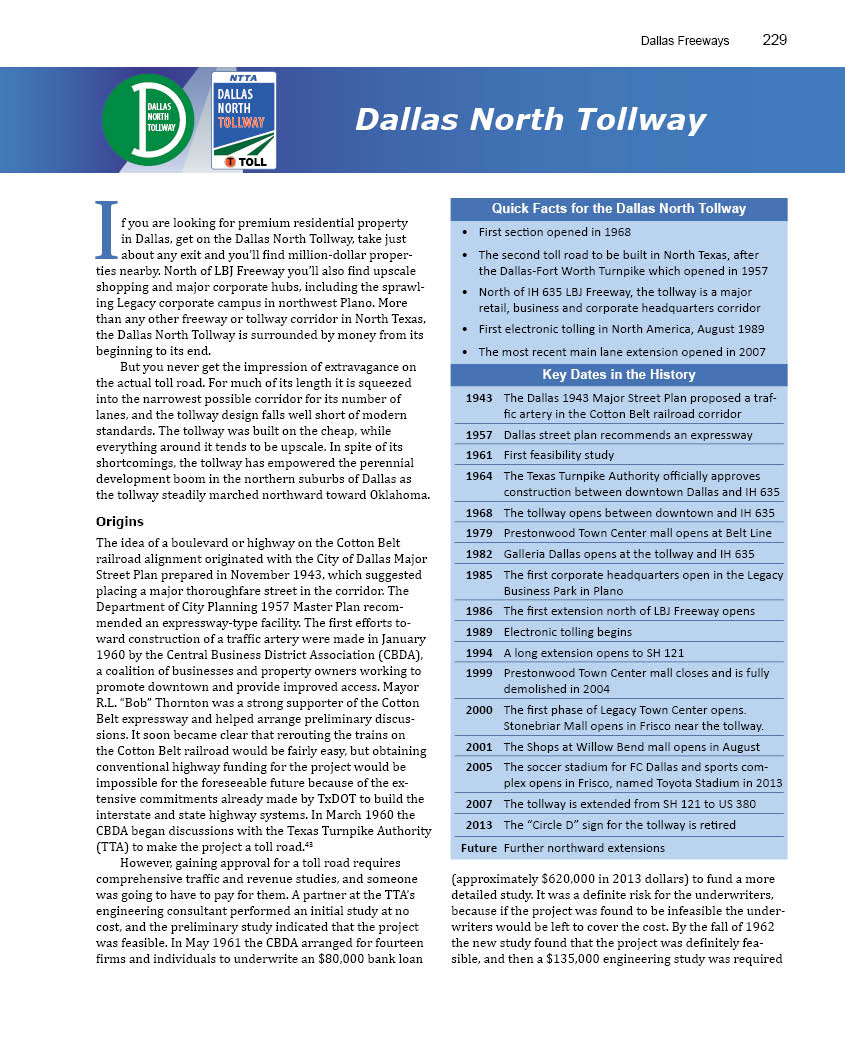 Dallas Freeways 229
DALLAS
NORTH
TOLLWAY
NTTA
DALLAS
NORTH
TOLLWAY
T TOLL
Dallas North Tollway
If you are looking for premium residential property
in Dallas, get on the Dallas North Tollway, take just
about any exit and you’ll find million-dollar proper-
ties nearby. North of LBJ Freeway you’ll also find upscale
shopping and major corporate hubs, including the sprawl-
ing Legacy corporate campus in northwest Plano. More
than any other freeway or tollway corridor in North Texas,
the Dallas North Tollway is surrounded by money from its
beginning to its end.
But you never get the impression of extravagance on
the actual toll road. For much of its length it is squeezed
into the narrowest possible corridor for its number of
lanes, and the tollway design falls well short of modern
standards. The tollway was built on the cheap, while
everything around it tends to be upscale. In spite of its
shortcomings, the tollway has empowered the perennial
development boom in the northern suburbs of Dallas as
the tollway steadily marched northward toward Oklahoma.
Origins
The idea of a boulevard or highway on the Cotton Belt
railroad alignment originated with the City of Dallas Major
Street Plan prepared in November 1943, which suggested
placing a major thoroughfare street in the corridor. The
Department of City Planning 1957 Master Plan recom-
mended an expressway-type facility. The first efforts to-
ward construction of a traffic artery were made in January
1960 by the Central Business District Association (CBDA),
a coalition of businesses and property owners working to
promote downtown and provide improved access. Mayor
R.L. “Bob” Thornton was a strong supporter of the Cotton
Belt expressway and helped arrange preliminary discus-
sions. It soon became clear that rerouting the trains on
the Cotton Belt railroad would be fairly easy, but obtaining
conventional highway funding for the project would be
impossible for the foreseeable future because of the ex-
tensive commitments already made by TxDOT to build the
interstate and state highway systems. In March 1960 the
CBDA began discussions with the Texas Turnpike Authority
(TTA) to make the project a toll road.⁴³
However, gaining approval for a toll road requires
comprehensive traffic and revenue studies, and someone
was going to have to pay for them. A partner at the TTA’s
engineering consultant performed an initial study at no
cost, and the preliminary study indicated that the project
was feasible. In May 1961 the CBDA arranged for fourteen
firms and individuals to underwrite an $80,000 bank loan
Quick Facts for the Dallas North Tollway
• First section opened in 1968
• The second toll road to be built in North Texas, after
the Dallas-Fort Worth Turnpike which opened in 1957
• North of IH 635 LBJ Freeway, the tollway is a major
retail, business and corporate headquarters corridor
• First electronic tolling in North America, August 1989
• The most recent main lane extension opened in 2007
Key Dates in the History
1943 The Dallas 1943 Major Street Plan proposed a traf-
fic artery in the Cotton Belt railroad corridor
1957 Dallas street plan recommends an expressway
1961 First feasibility study
1964 The Texas Turnpike Authority officially approves
construction between downtown Dallas and IH 635
1968 The tollway opens between downtown and IH 635
1979 Prestonwood Town Center mall opens at Belt Line
1982 Galleria Dallas opens at the tollway and IH 635
1985 The first corporate headquarters open in the Legacy
Business Park in Plano
1986 The first extension north of LBJ Freeway opens
1989 Electronic tolling begins
1994 A long extension opens to SH 121
1999 Prestonwood Town Center mall closes and is fully
demolished in 2004
2000 The first phase of Legacy Town Center opens.
Stonebriar Mall opens in Frisco near the tollway.
2001 The Shops at Willow Bend mall opens in August
2005 The soccer stadium for FC Dallas and sports com-
plex opens in Frisco, named Toyota Stadium in 2013
2007 The tollway is extended from SH 121 to US 380
2013 The “Circle D” sign for the tollway is retired
Future Further northward extensions
(approximately $620,000 in 2013 dollars) to fund a more
detailed study. It was a definite risk for the underwriters,
because if the project was found to be infeasible the under-
writers would be left to cover the cost. By the fall of 1962
the new study found that the project was definitely fea-
sible, and then a $135,000 engineering study was required